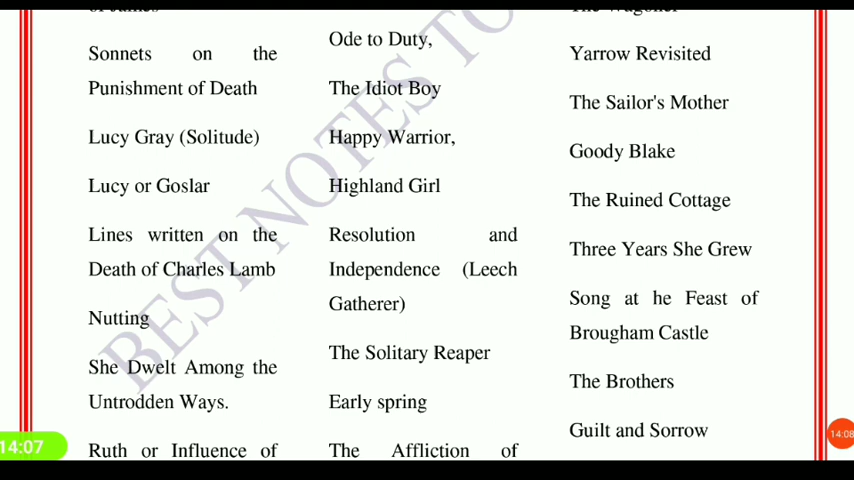 of James
Sonnets on the
Punishment of Death
Lucy Gray (Solitude)
Lucy or Goslar
Lines written on the
Death of Charles Lamb
Nutting
She Dwelt Among the
Untrodden Ways.
Ruth or Influence of
Ode to Duty,
The Idiot Boy
Happy Warrior,
Highland Girl
Resolution and
Independence (Leech
Gatherer)
The Solitary Reaper
Early spring
The Affliction of
The Wagoner
Yarrow Revisited
The Sailor's Mother
Goody Blake
The Ruined Cottage
Three Years She Grew
Song at he Feast of
Brougham Castle
The Brothers
Guilt and Sorrow
BEST NOTES TO
14:07
14:08